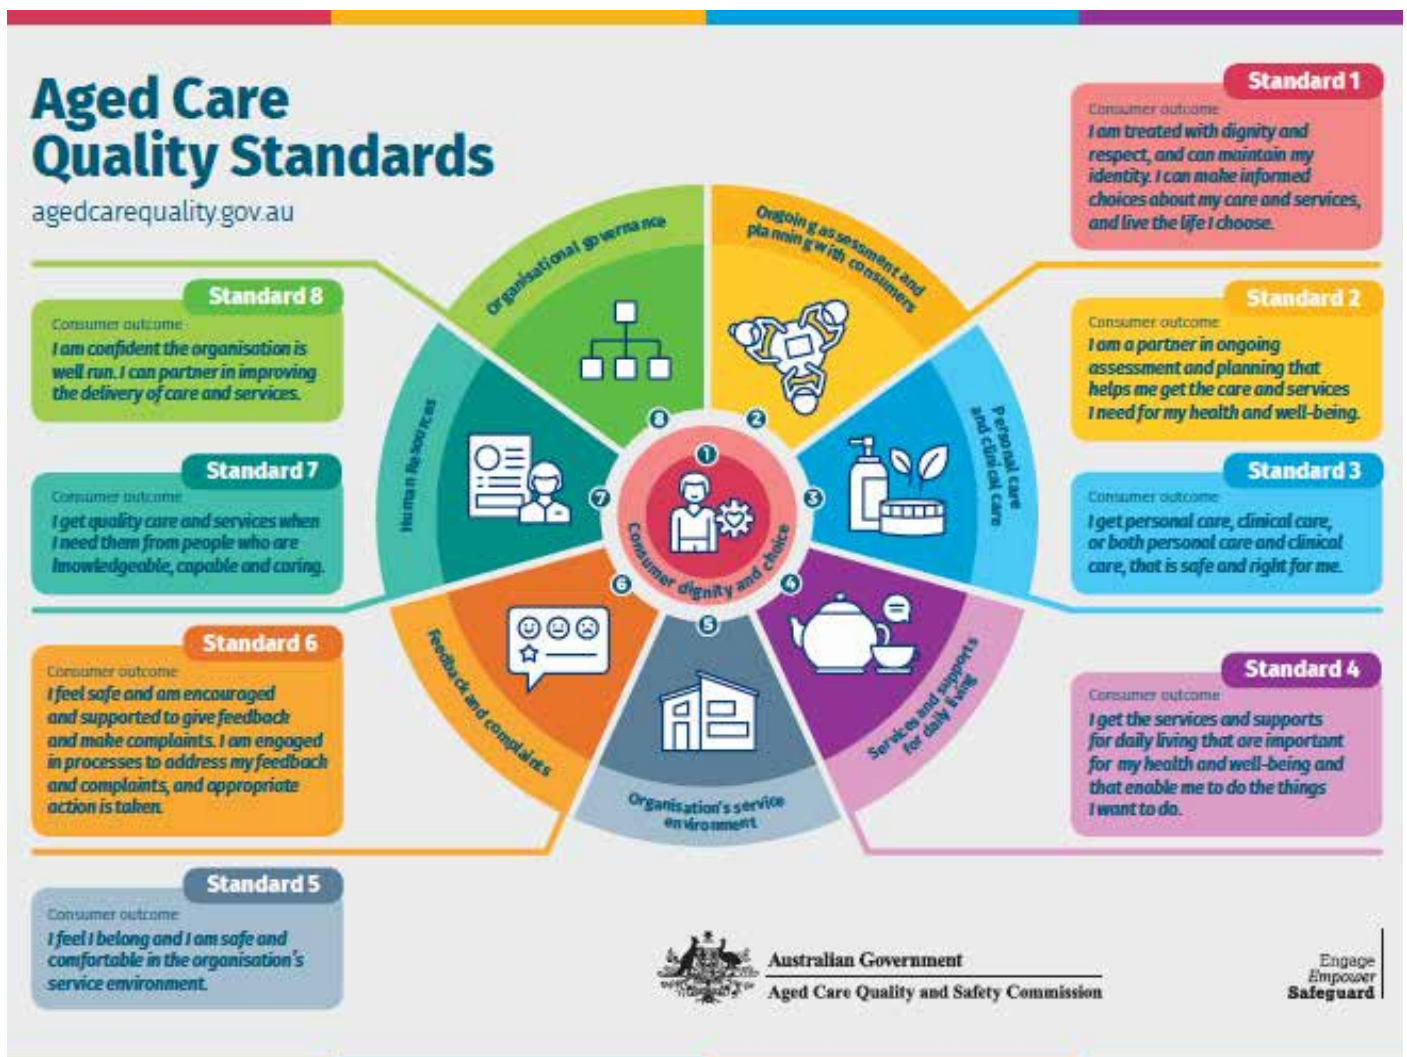 Aged Care
Quality Standards
agedcarequality.gov.au
Standard 1
Consumer outcome
I am treated with dignity and
respect, and can maintain my
identity. I can make informed
choices about my care and services,
and live the life I choose.
Standard 2
Consumer outcome
I am a partner in ongoing
assessment and planning that
helps me get the care and services
I need for my health and well-being.
Standard 3
Consumer outcome
I get personal care, clinical care,
or both personal care and clinical
care, that is safe and right for me.
Standard 4
Consumer outcome
I get the services and supports
for daily living that are important
for my health and well-being and
that enable me to do the things
I want to do.
Standard 8
Consumer outcome
I am confident the organisation is
well run. I can partner in improving
the delivery of care and services.
Standard 7
Consumer outcome
I get quality care and services when
I need them from people who are
knowledgeable, capable and caring.
Standard 6
Consumer outcome
I feel safe and am encouraged
and supported to give feedback
and make complaints. I am engaged
in processes to address my feedback
and complaints, and appropriate
action is taken.
Standard 5
Consumer outcome
I feel I belong and I am safe and
comfortable in the organisation's
service environment.
1
Consumer dignity and choice
2
Ongoing assessment and
planning with consumers
3
Personal care
and clinical care
4
Services and supports
for daily living
5
Organisation's service
environment
6
Feedback and complaints
7
Human Resources
8
Organisational governance
Australian Government
Aged Care Quality and Safety Commission
Engage
Empower
Safeguard